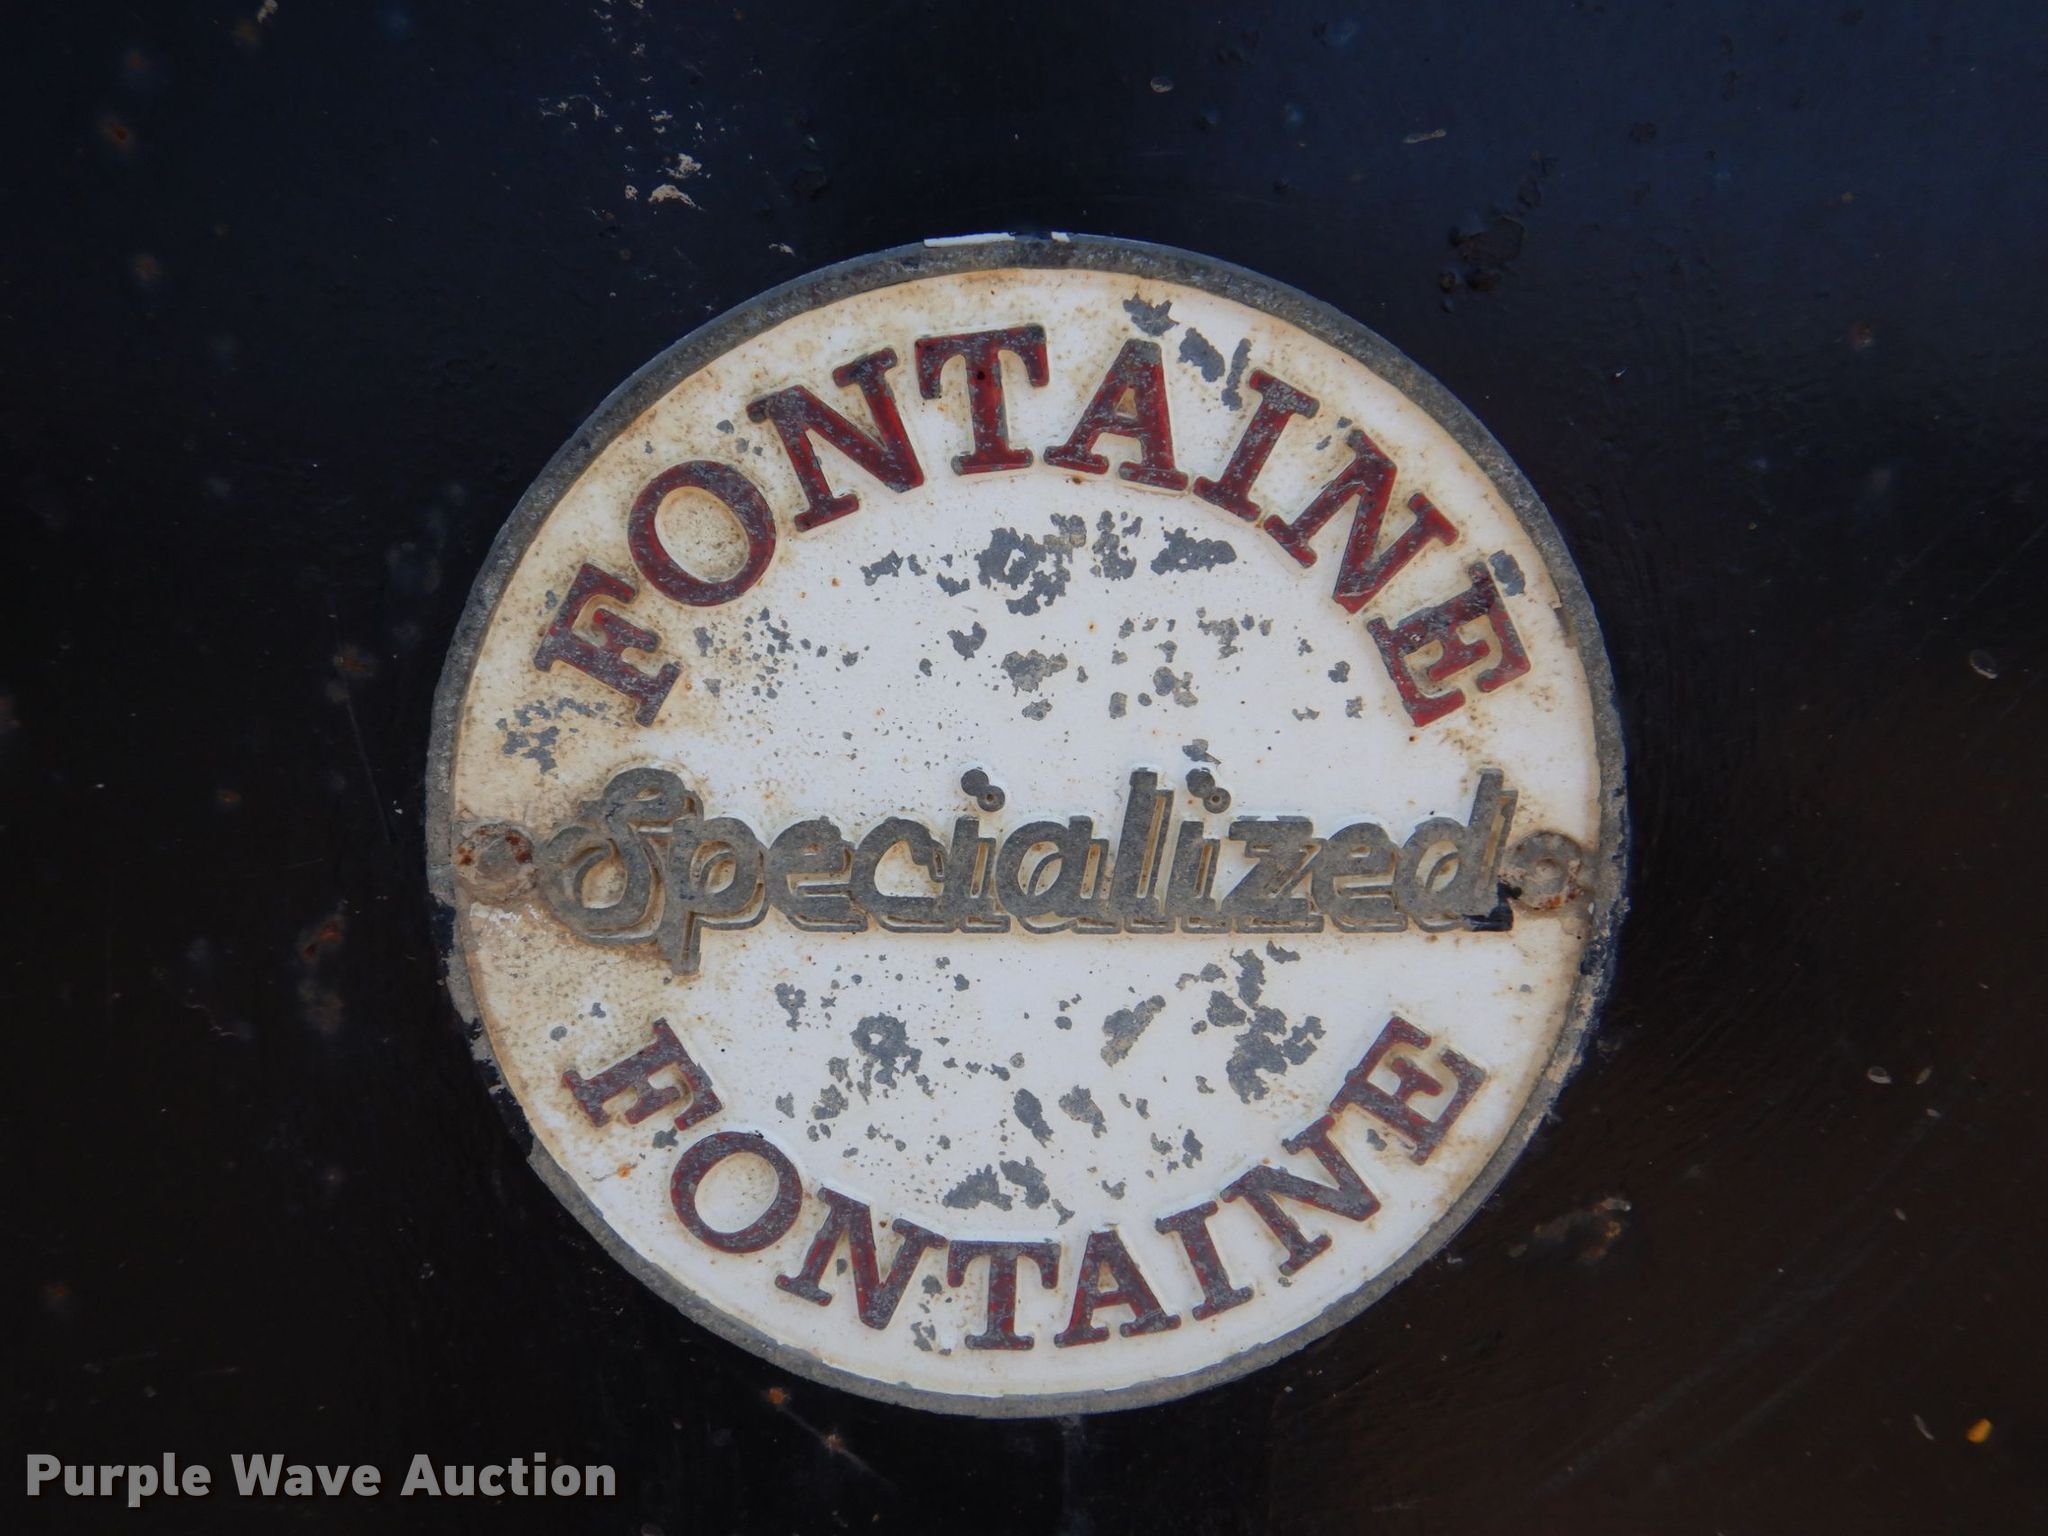 FONTAINE
Specialized
FONTAINE
Purple Wave Auction